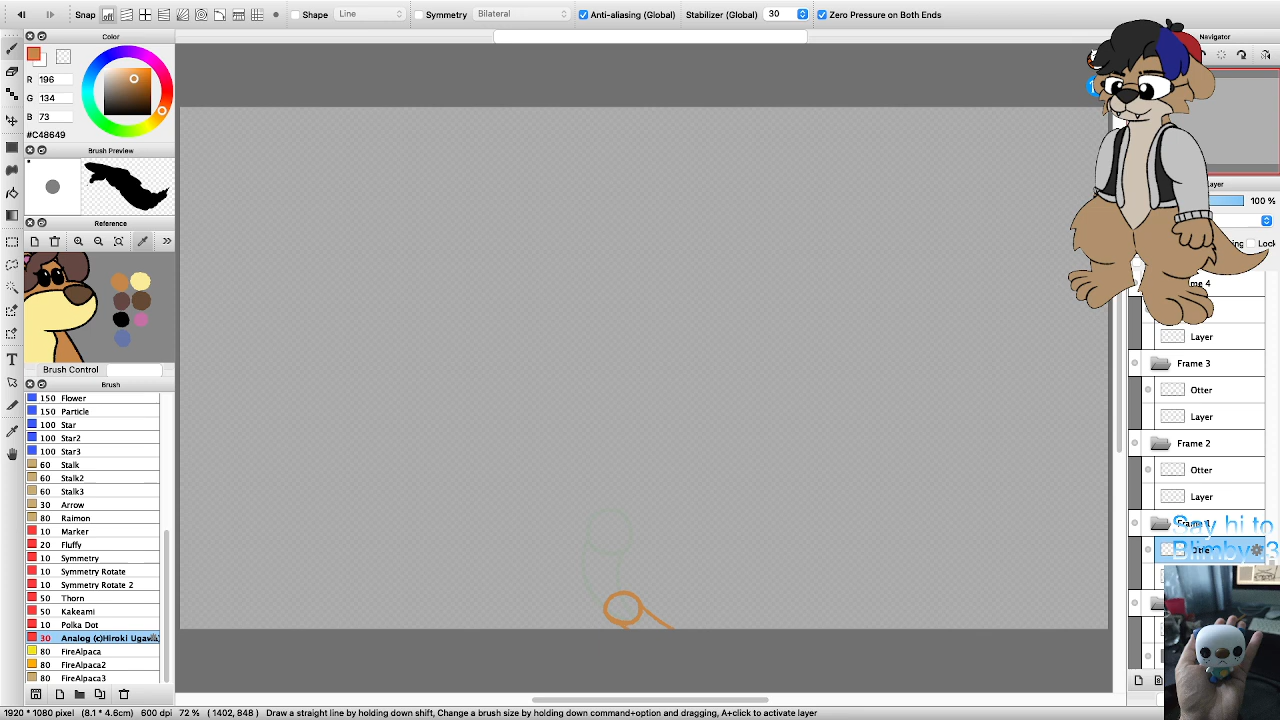 Snap
Shape
Line
Symmetry
Bilateral
Anti-aliasing (Global)
Stabilizer (Global)
30
Zero Pressure on Both Ends
Color
R 196
G 134
B 73
#C48649
Brush Preview
Reference
Brush Control
Brush
150 Flower
150 Particle
100 Star
100 Star2
100 Star3
60 Stalk
60 Stalk2
60 Stalk3
30 Arrow
80 Raimon
10 Marker
20 Fluffy
10 Symmetry
10 Symmetry Rotate
10 Symmetry Rotate 2
50 Thorn
50 Kakeami
10 Polka Dot
30 Analog (c)Hiroki Ugawa
80 FireAlpaca
80 FireAlpaca2
80 FireAlpaca3
Navigator
100 %
Lock
Layer
Frame 3
Otter
Layer
Frame 2
Otter
Layer
Say hi to
Blimby
1920 * 1080 pixel (8.1 * 4.6cm) 600 dpi 72 % ( 1402, 848 ) Draw a straight line by holding down shift, Change a brush size by holding down command+option and dragging, A+click to activate layer